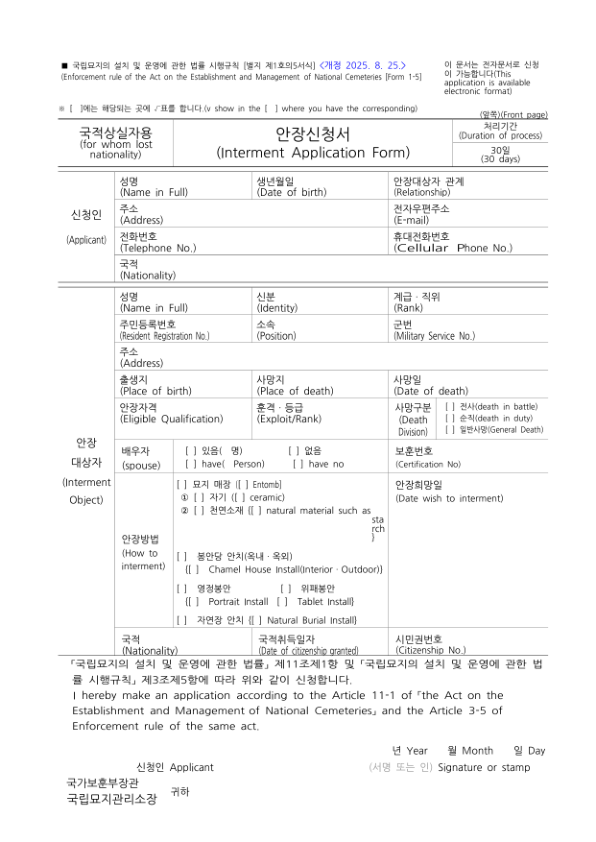 ■ 국립묘지의 설치 및 운영에 관한 법률 시행규칙 [별지 제1호의5서식] <개정 2025. 8. 25.>
(Enforcement rule of the Act on the Establishment and Management of National Cemeteries [Form 1-5]
이 문서는 전자문서로 신청
이 가능합니다(This
application is available
electronic format)
※ [  ]에는 해당되는 곳에 ✓표를 합니다.(v show in the [  ] where you have the corresponding)
(앞쪽)(Front page)
국적상실자용
(for whom lost
nationality)
안장신청서
(Interment Application Form)
처리기간
(Duration of process)
30일
(30 days)
신청인
(Applicant)
성명
(Name in Full)
생년월일
(Date of birth)
안장대상자 관계
(Relationship)
주소
(Address)
전자우편주소
(E-mail)
전화번호
(Telephone No.)
휴대전화번호
(Cellular Phone No.)
국적
(Nationality)
안장
대상자
(Interment
Object)
성명
(Name in Full)
신분
(Identity)
계급ㆍ직위
(Rank)
주민등록번호
(Resident Registration No.)
소속
(Position)
군번
(Military Service No.)
주소
(Address)
출생지
(Place of birth)
사망지
(Place of death)
사망일
(Date of death)
안장자격
(Eligible Qualification)
훈격ㆍ등급
(Exploit/Rank)
사망구분
(Death
Division)
[ ] 전사(death in battle)
[ ] 순직(death in duty)
[ ] 일반사망(General Death)
배우자
(spouse)
[ ] 있음( 명) [ ] 없음
[ ] have( Person) [ ] have no
보훈번호
(Certification No)
안장방법
(How to
interment)
[ ] 묘지 매장 ([ ] Entomb)
① [ ] 자기 ([ ] ceramic)
② [ ] 천연소재 ([ ] natural material such as
sta
rch
)
[ ] 봉안당 안치(옥내ㆍ옥외)
{[ ] Chamel House Install(InteriorㆍOutdoor)}
[ ] 영정봉안 [ ] 위패봉안
{[ ] Portrait Install [ ] Tablet Install}
[ ] 자연장 안치 {[ ] Natural Burial Install}
안장희망일
(Date wish to interment)
국적
(Nationality)
국적취득일자
(Date of citizenship granted)
시민권번호
(Citizenship No.)
「국립묘지의 설치 및 운영에 관한 법률」 제11조제1항 및 「국립묘지의 설치 및 운영에 관한 법
률 시행규칙」 제3조제5항에 따라 위와 같이 신청합니다.
I hereby make an application according to the Article 11-1 of 「the Act on the
Establishment and Management of National Cemeteries」 and the Article 3-5 of
Enforcement rule of the same act.
년 Year 월 Month 일 Day
신청인 Applicant (서명 또는 인) Signature or stamp
국가보훈부장관
국립묘지관리소장
귀하